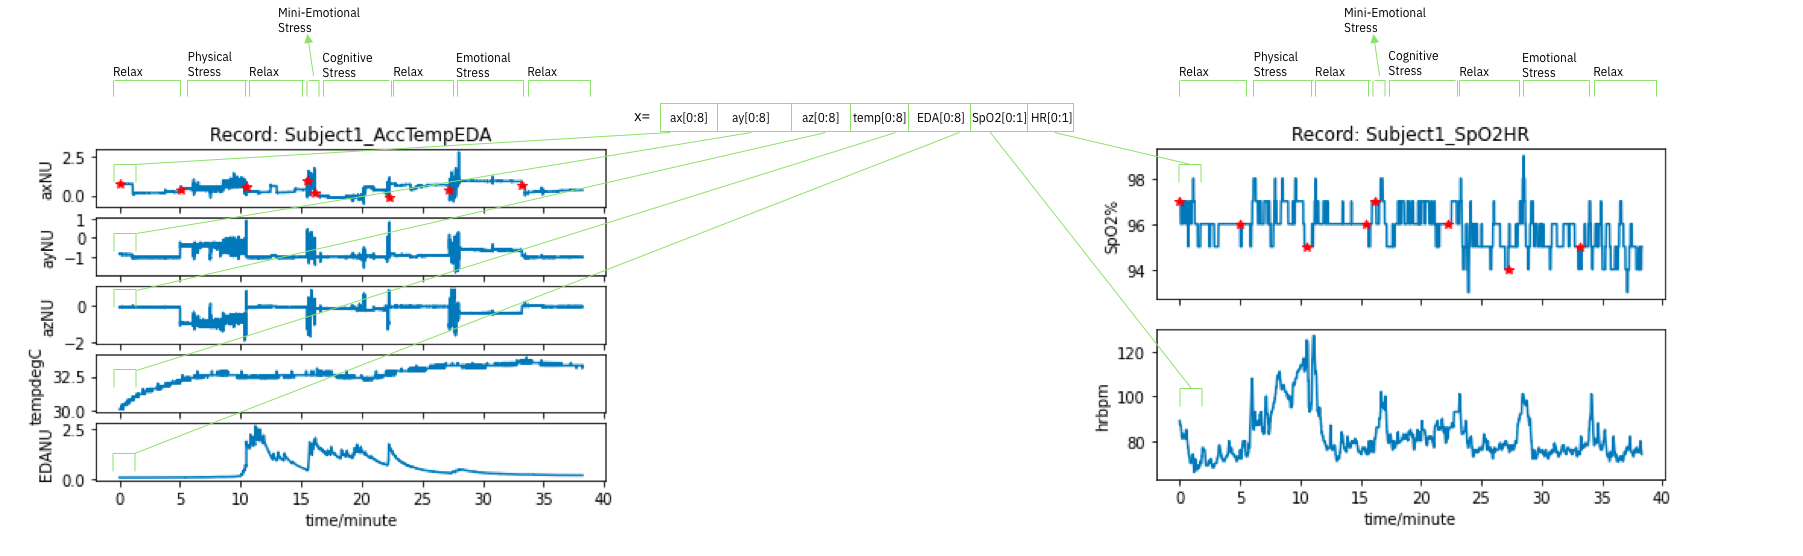 Mini-Emotional
Stress
Physical
Stress
Cognitive
Stress
Emotional
Stress
Relax
Relax
Relax
Relax
Record: Subject1_AccTempEDA
2.5
0.0
axNU
1
0
−1
ayNU
0
−2
azNU
32.5
30.0
tempdegC
2.5
0.0
EDANU
0 5 10 15 20 25 30 35 40
time/minute
x= ax[0:8] ay[0:8] az[0:8] temp[0:8] EDA[0:8] SpO2[0:1] HR[0:1]
Mini-Emotional
Stress
Physical
Stress
Cognitive
Stress
Emotional
Stress
Relax
Relax
Relax
Relax
Record: Subject1_SpO2HR
98
96
94
SpO2%
120
100
80
hrbpm
0 5 10 15 20 25 30 35 40
time/minute